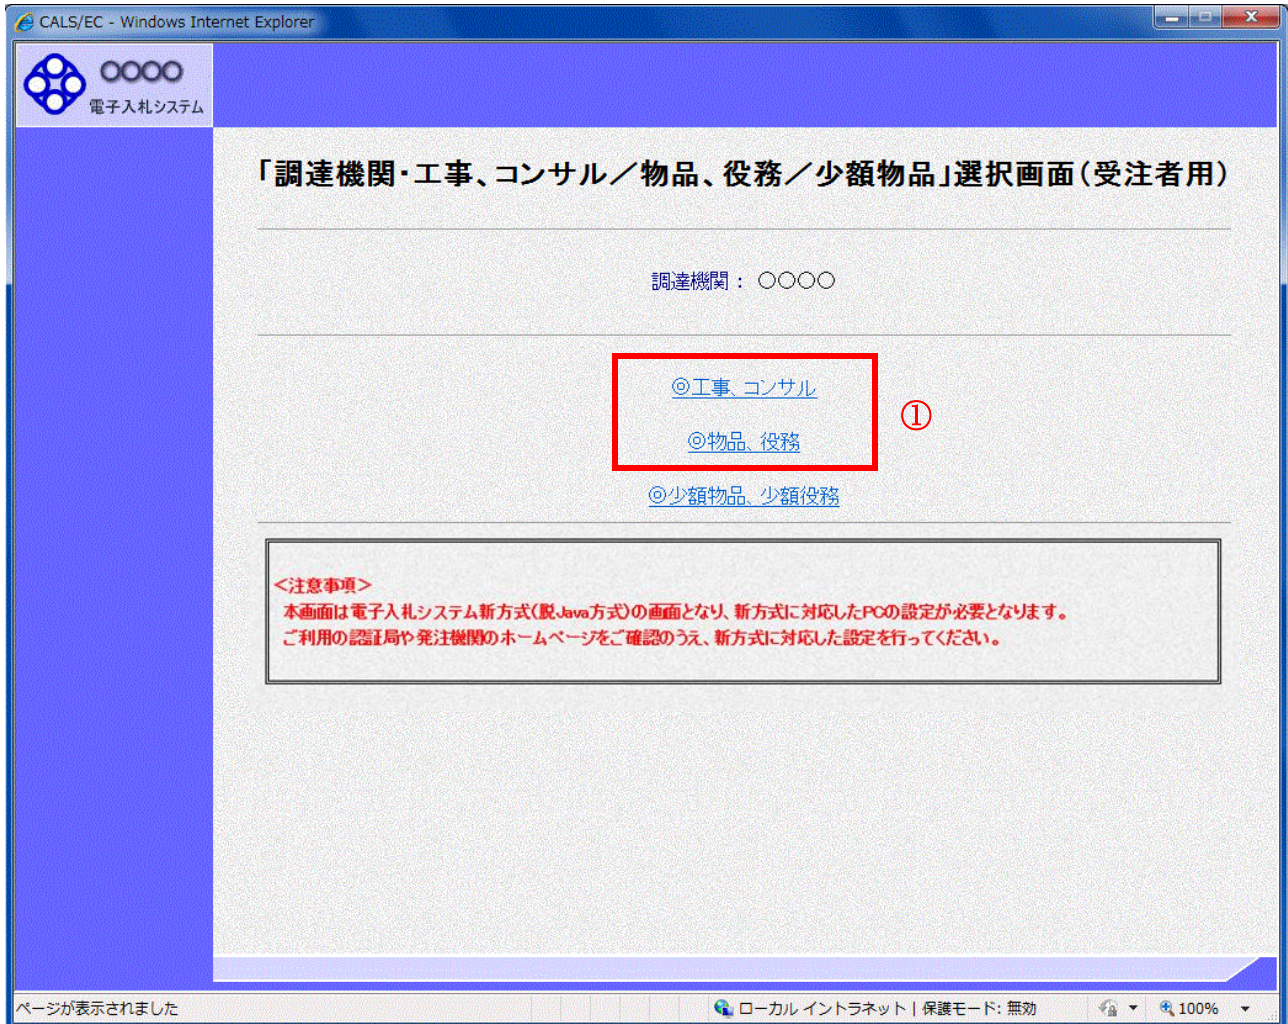 CALS/EC - Windows Internet Explorer
○○○○
電子入札システム
「調達機関・工事、コンサル／物品、役務／少額物品」選択画面（受注者用）
調達機関： ○○○○
◎工事、コンサル
①
◎物品、役務
◎少額物品、少額役務
＜注意事項＞
本画面は電子入札システム新方式(脱Java方式)の画面となり、新方式に対応したPCの設定が必要となります。
ご利用の認証局や発注機関のホームページをご確認のうえ、新方式に対応した設定を行ってください。
ページが表示されました
ローカル イントラネット | 保護モード: 無効
100%